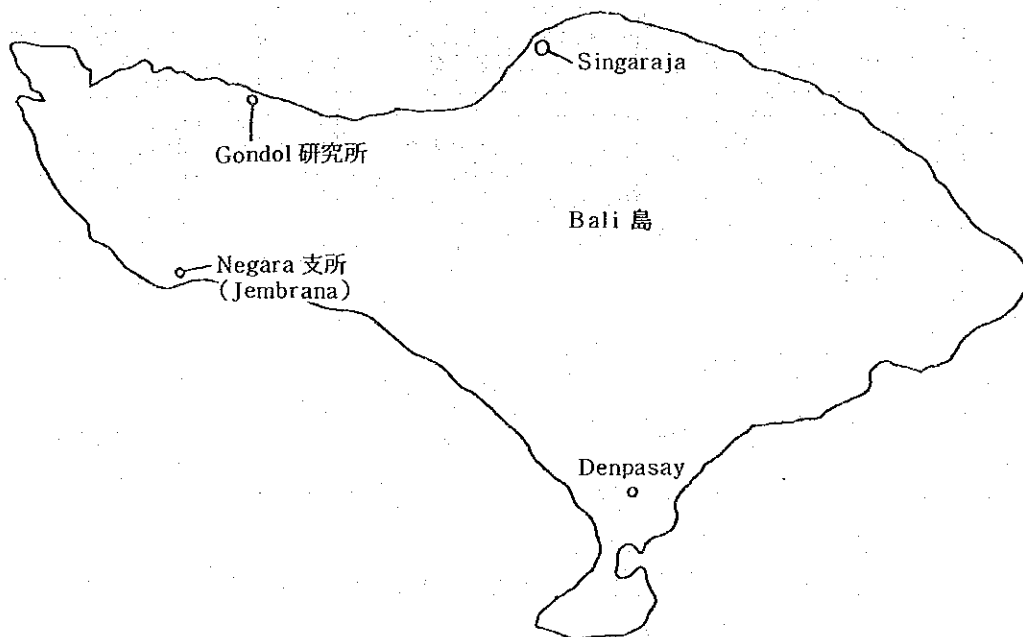 Singaraja
Gondol 研究所
Bali 島
Negara 支所
(Jembrana)
Denpasay